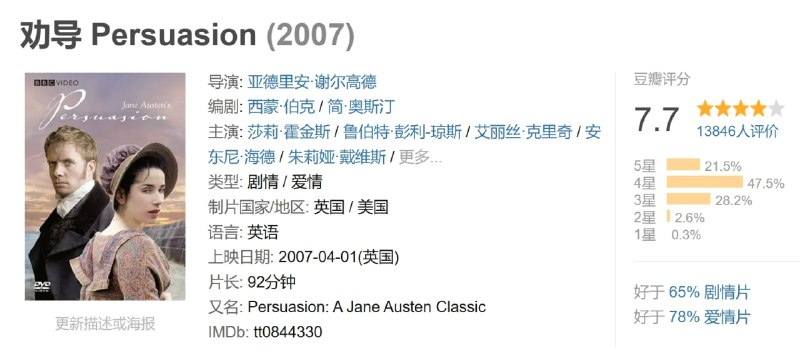 劝导 Persuasion (2007)
BBC VIDEO
Jane Austen's
Persuasion
DVD
更新描述或海报
导演: 亚德里安·谢尔高德
编剧: 西蒙·伯克 / 简·奥斯汀
主演: 莎莉·霍金斯 / 鲁伯特·彭利-琼斯 / 艾丽丝·克里奇 / 安
东尼·海德 / 朱莉娅·戴维斯 / 更多...
类型: 剧情 / 爱情
制片国家/地区: 英国 / 美国
语言: 英语
上映日期: 2007-04-01(英国)
片长: 92分钟
又名: Persuasion: A Jane Austen Classic
IMDb: tt0844330
豆瓣评分
7.7
13846人评价
5星 21.5%
4星 47.5%
3星 28.2%
2星 2.6%
1星 0.3%
好于 65% 剧情片
好于 78% 爱情片